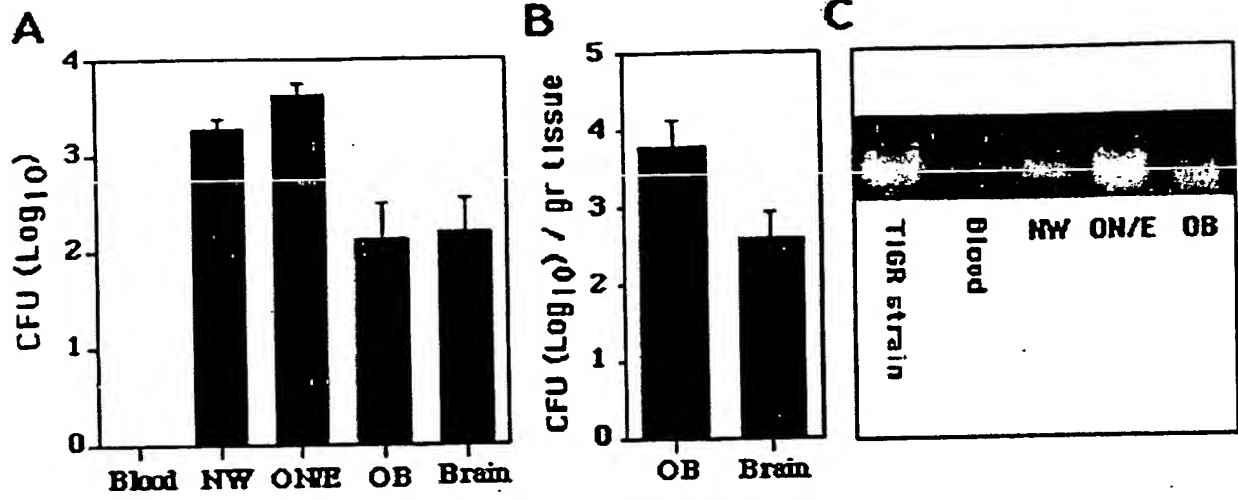 A
CFU (Log10)
4
3
2
1
0
Blood NW ON/E OB Brain
B
CFU (Log10) / gr tissue
5
4
3
2
1
0
OB Brain
C
TIGR strain
Blood
NW ON/E OB